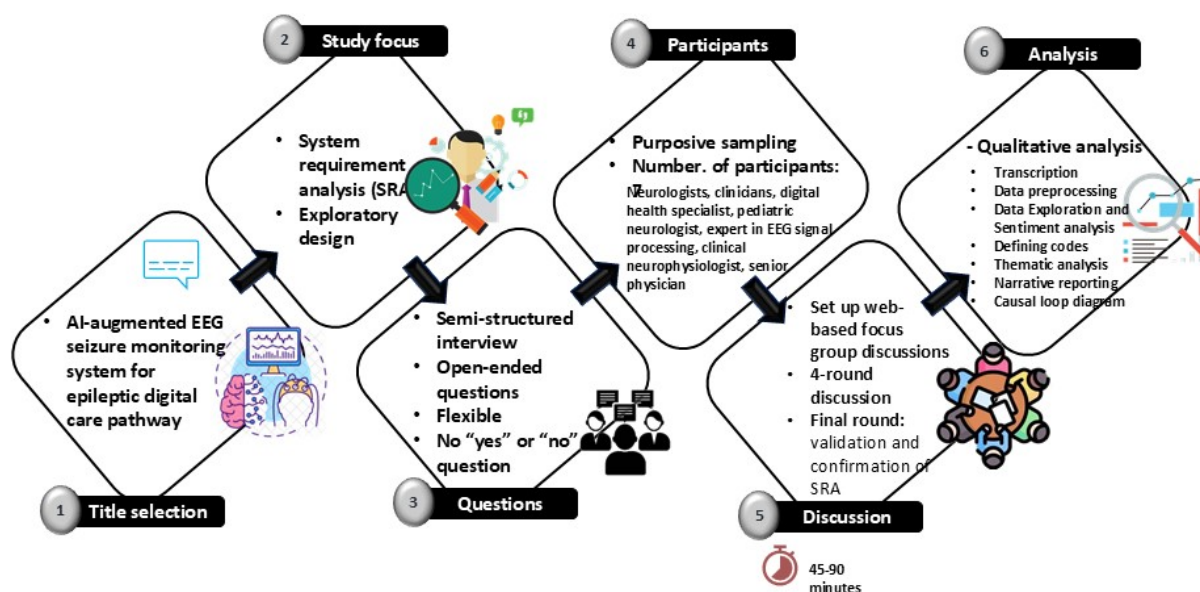 1
Title selection
• AI-augmented EEG
seizure monitoring
system for
epileptic digital
care pathway
2
Study focus
• System
requirement
analysis (SRA
• Exploratory
design
3
Questions
• Semi-structured
interview
• Open-ended
questions
• Flexible
• No “yes” or “no”
question
4
Participants
• Purposive sampling
• Number. of participants:
7
Neurologists, clinicians, digital
health specialist, pediatric
neurologist, expert in EEG signal
processing, clinical
neurophysiologist, senior
physician
5
Discussion
• Set up web-
based focus
group discussions
• 4-round
discussion
• Final round:
validation and
confirmation of
SRA
45-90
minutes
6
Analysis
- Qualitative analysis
• Transcription
• Data preprocessing
• Data Exploration and
Sentiment analysis
• Defining codes
• Thematic analysis
• Narrative reporting
• Causal loop diagram